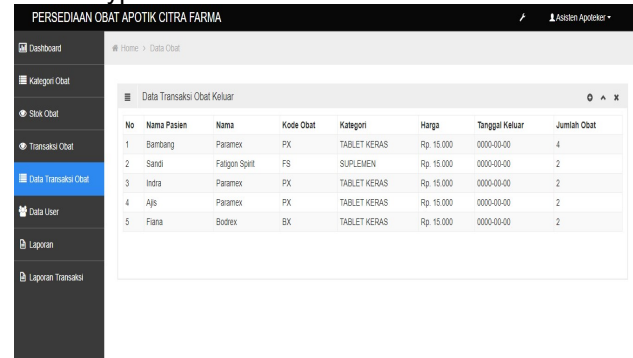 PERSEDIAAN OBAT APOTIK CITRA FARMA Asisten Apoteker
Dashboard
Home > Data Obat
Kategori Obat
Stok Obat
Transaksi Obat
Data Transaksi Obat
Data User
Laporan
Laporan Transaksi
Data Transaksi Obat Keluar
No Nama Pasien Nama Kode Obat Kategori Harga Tanggal Keluar Jumlah Obat
1 Bambang Paramex PX TABLET KERAS Rp. 15.000 0000-00-00 4
2 Sandi Fatigon Spirit FS SUPLEMEN Rp. 15.000 0000-00-00 2
3 Indra Paramex PX TABLET KERAS Rp. 15.000 0000-00-00 2
4 Ajis Paramex PX TABLET KERAS Rp. 15.000 0000-00-00 2
5 Fiana Bodrex BX TABLET KERAS Rp. 15.000 0000-00-00 2